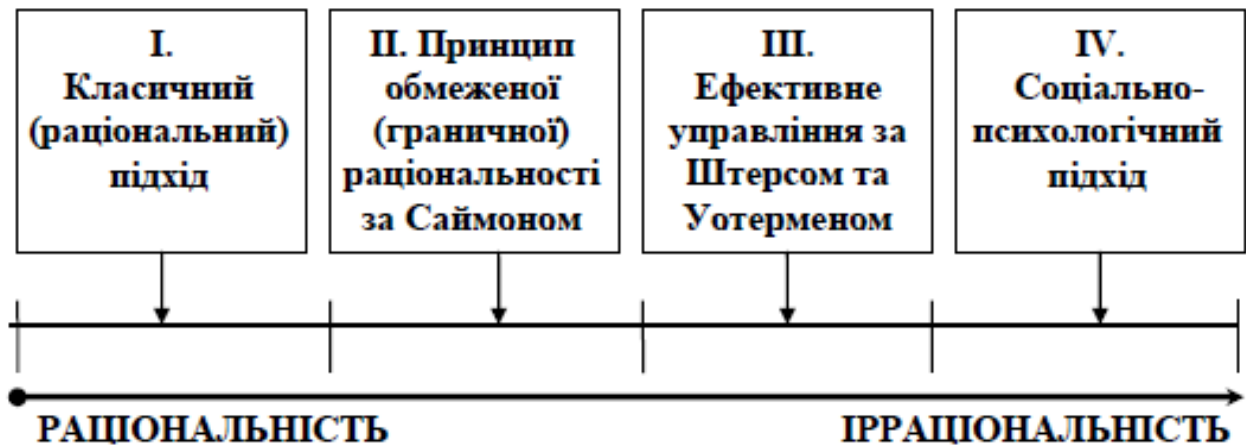 I.
Класичний
(раціональний)
підхід
II. Принцип
обмеженої
(граничної)
раціональності
за Саймоном
III.
Ефективне
управління за
Штерсом та
Уотерменом
IV.
Соціально-
психологічний
підхід
РАЦІОНАЛЬНІСТЬ
ІРРАЦІОНАЛЬНІСТЬ